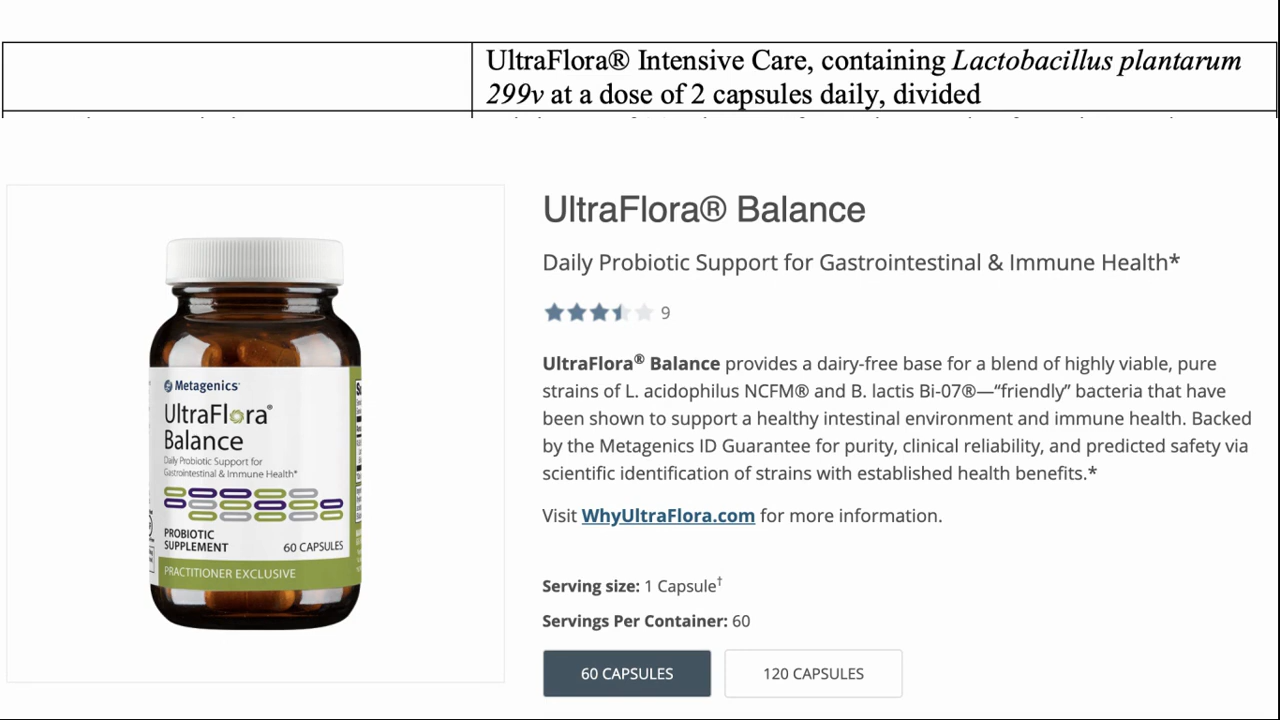 UltraFlora® Intensive Care, containing Lactobacillus plantarum
299v at a dose of 2 capsules daily, divided
UltraFlora® Balance
Daily Probiotic Support for Gastrointestinal & Immune Health*
9
UltraFlora® Balance provides a dairy-free base for a blend of highly viable, pure
strains of L. acidophilus NCFM® and B. lactis Bi-07®—“friendly” bacteria that have
been shown to support a healthy intestinal environment and immune health. Backed
by the Metagenics ID Guarantee for purity, clinical reliability, and predicted safety via
scientific identification of strains with established health benefits.*
Visit WhyUltraFlora.com for more information.
Serving size: 1 Capsule†
Servings Per Container: 60
60 CAPSULES
120 CAPSULES
Metagenics®
UltraFlora®
Balance
Daily Probiotic Support for
Gastrointestinal & Immune Health*
PROBIOTIC
SUPPLEMENT
60 CAPSULES
PRACTITIONER EXCLUSIVE